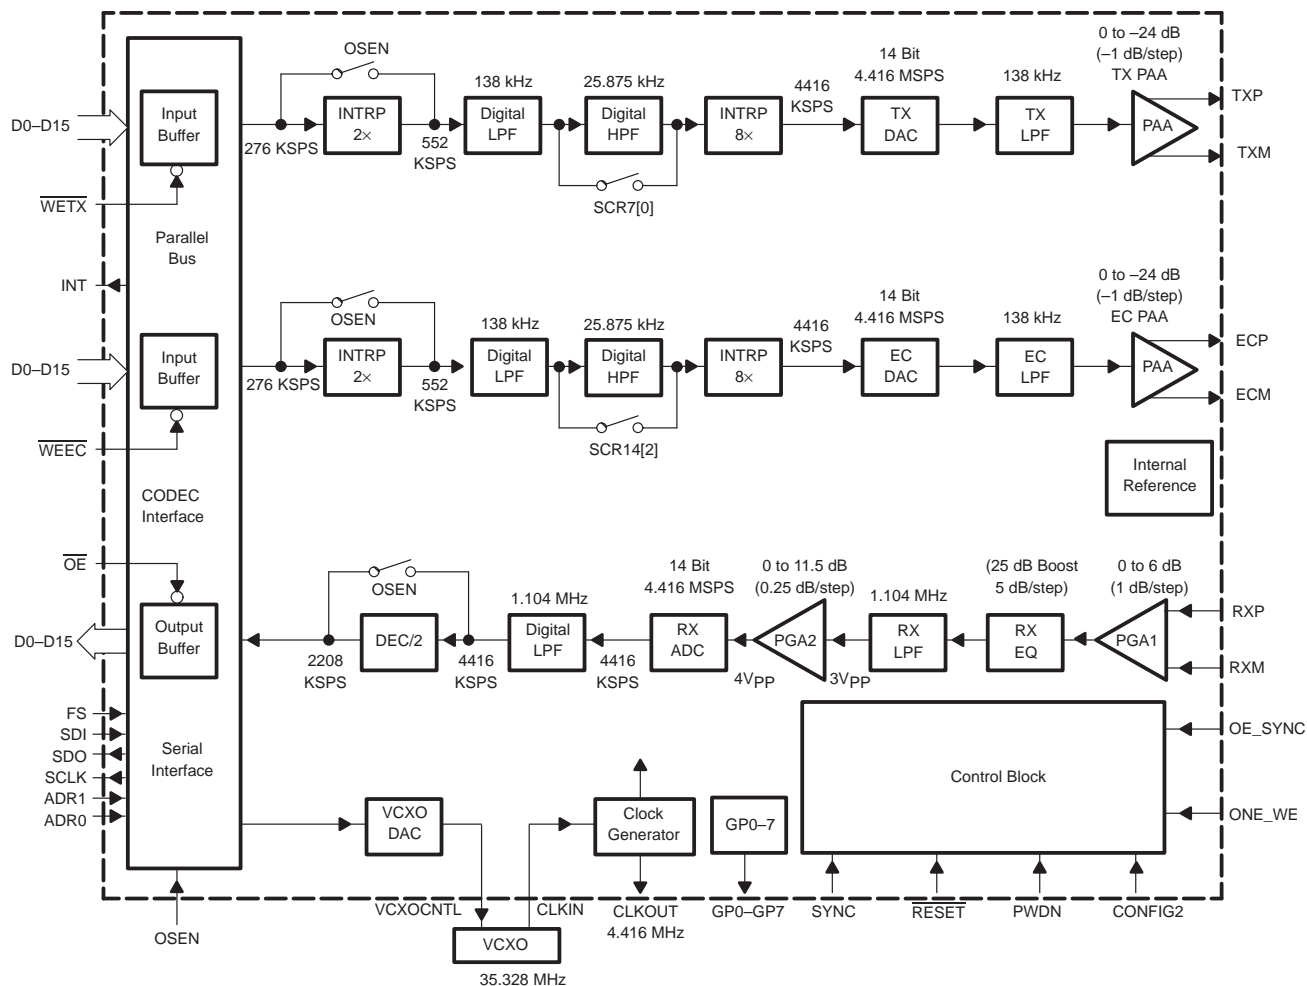 0 to –24 dB
(–1 dB/step)
TX PAA
OSEN
14 Bit
4.416 MSPS
138 kHz
25.875 kHz
4416
KSPS
138 kHz
D0–D15
Input
Buffer
276 KSPS
INTRP
2×
552
KSPS
Digital
LPF
Digital
HPF
INTRP
8×
TX
DAC
TX
LPF
PAA
TXP
TXM
WETX
SCR7[0]
Parallel
Bus
INT
0 to –24 dB
(–1 dB/step)
EC PAA
OSEN
14 Bit
4.416 MSPS
138 kHz
25.875 kHz
4416
KSPS
138 kHz
D0–D15
Input
Buffer
276 KSPS
INTRP
2×
552
KSPS
Digital
LPF
Digital
HPF
INTRP
8×
EC
DAC
EC
LPF
PAA
ECP
ECM
WEEC
SCR14[2]
Internal
Reference
CODEC
Interface
OE
OSEN
14 Bit
4.416 MSPS
0 to 11.5 dB
(0.25 dB/step)
(25 dB Boost
5 dB/step)
0 to 6 dB
(1 dB/step)
1.104 MHz
1.104 MHz
D0–D15
Output
Buffer
2208
KSPS
DEC/2
4416
KSPS
Digital
LPF
4416
KSPS
RX
ADC
4VPP
PGA2
3VPP
RX
LPF
RX
EQ
PGA1
RXP
RXM
FS
SDI
SDO
SCLK
ADR1
ADR0
Serial
Interface
VCXO
DAC
Clock
Generator
GP0–7
Control Block
OE_SYNC
ONE_WE
OSEN
VCXOCNTL
CLKIN
CLKOUT
4.416 MHz
GP0–GP7
SYNC
RESET
PWDN
CONFIG2
VCXO
35.328 MHz